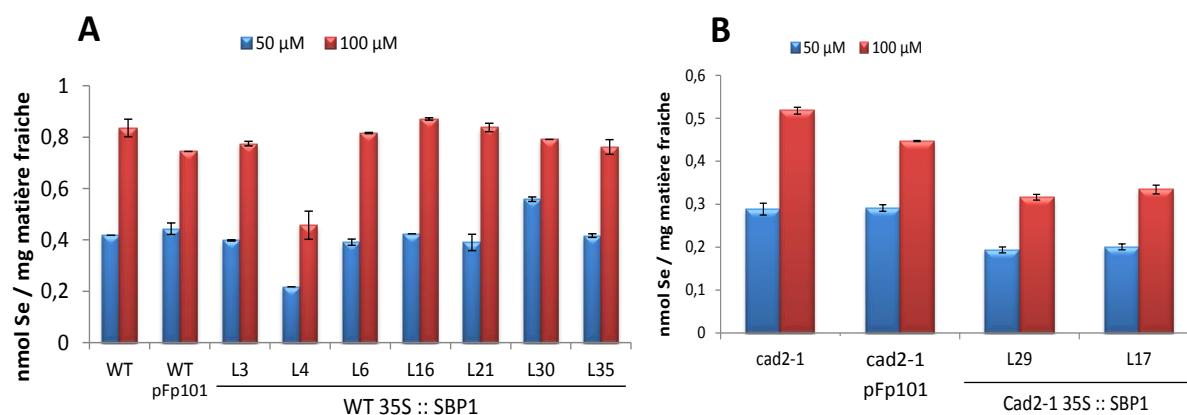 A
50 µM 100 µM
nmol Se / mg matière fraiche
1
0,8
0,6
0,4
0,2
0
WT WT L3 L4 L6 L16 L21 L30 L35
pFp101
WT 35S :: SBP1
B
50 µM 100 µM
nmol Se / mg matière fraiche
0,6
0,5
0,4
0,3
0,2
0,1
0
cad2-1 cad2-1 L29 L17
pFp101
Cad2-1 35S :: SBP1